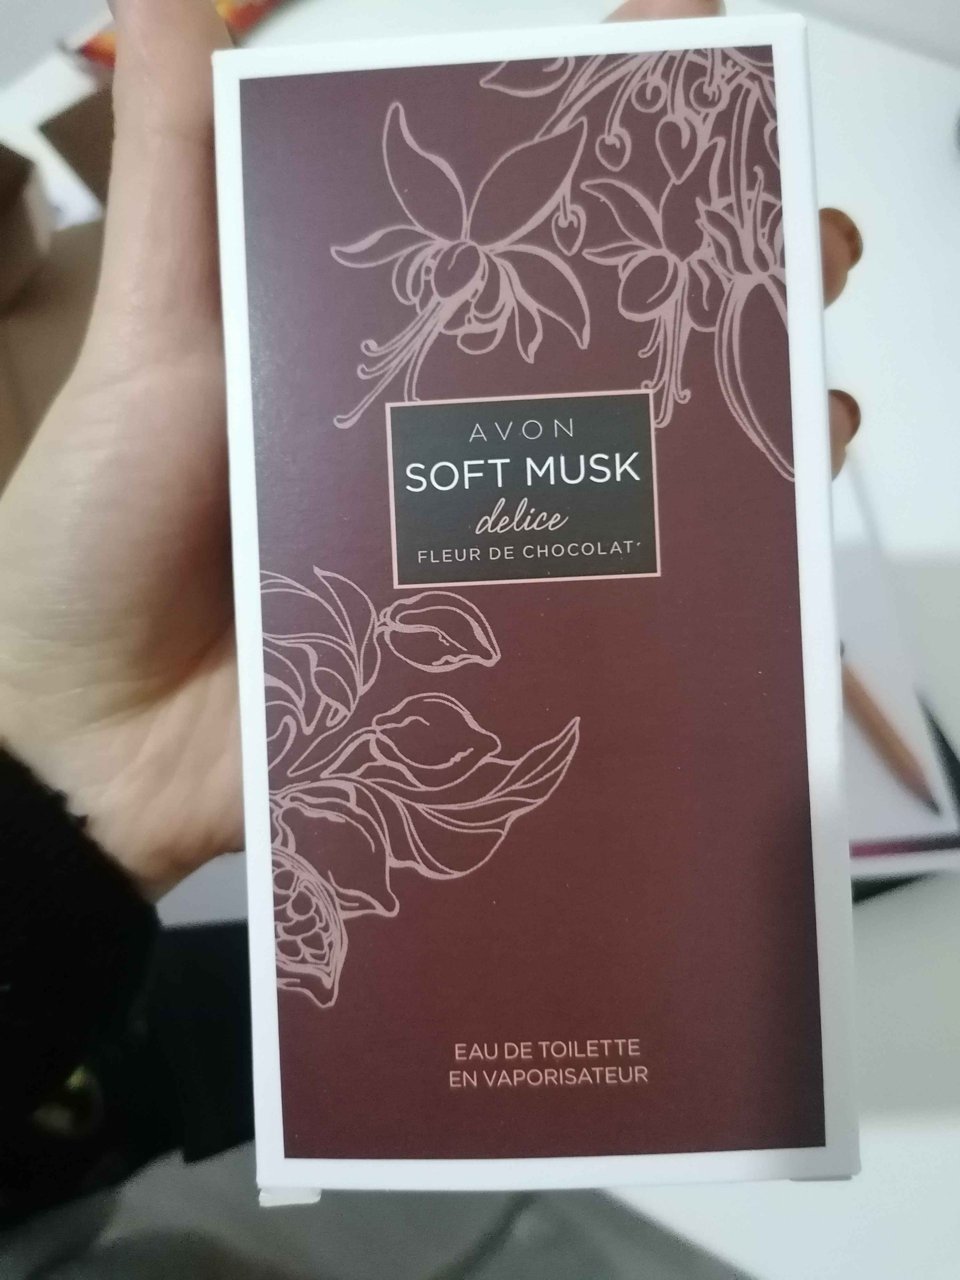 AVON
SOFT MUSK
delice
FLEUR DE CHOCOLAT´
EAU DE TOILETTE
EN VAPORISATEUR